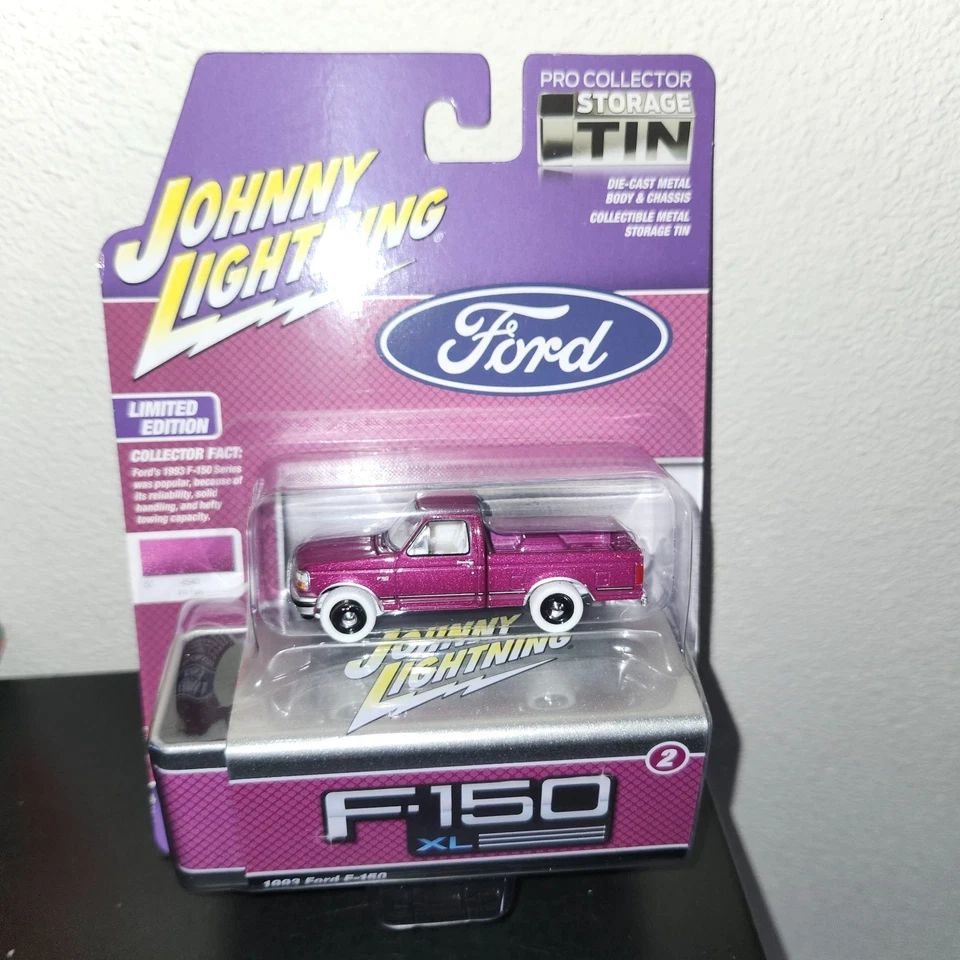 PRO COLLECTOR
STORAGE
TIN
DIE-CAST METAL
BODY & CHASSIS
COLLECTIBLE METAL
STORAGE TIN
JOHNNY
LIGHTNING
Ford
LIMITED
EDITION
COLLECTOR FACT:
Ford's 1993 F-150 Series
was popular, because of
its reliability, solid
handling, and hefty
towing capacity.
JOHNNY
LIGHTNING
2
F-150
XL
1993 Ford F-150